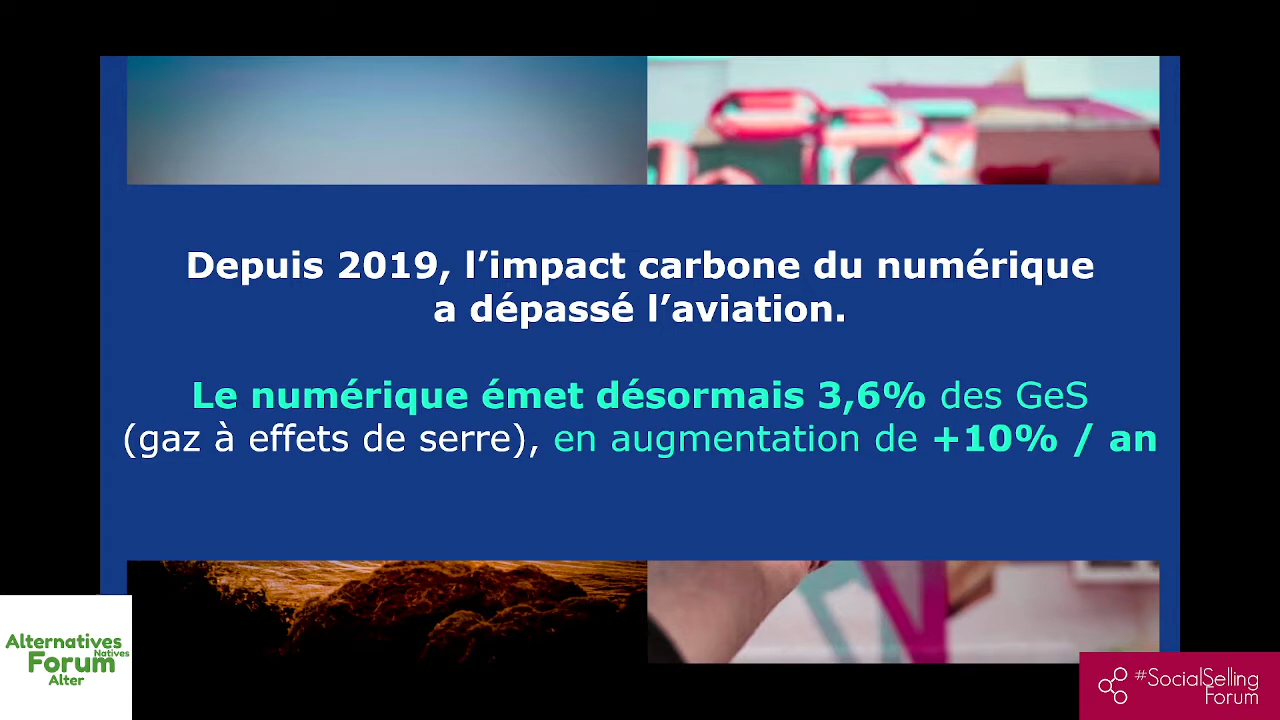 Depuis 2019, l’impact carbone du numérique
a dépassé l’aviation.
Le numérique émet désormais 3,6% des GeS
(gaz à effets de serre), en augmentation de +10% / an
Alternatives
Natives
Forum
Alter
#SocialSelling
Forum